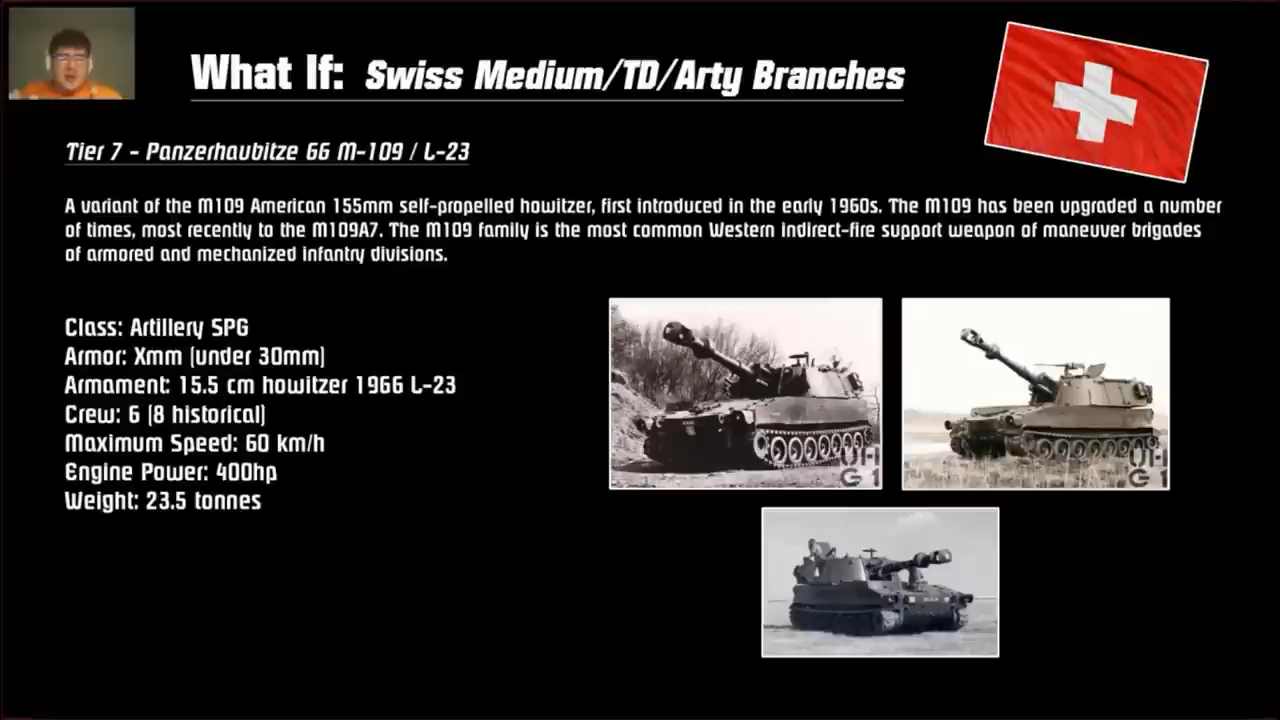 What If: Swiss Medium/TD/Arty Branches
Tier 7 - Panzerhaubitze 66 M-109 / L-23
A variant of the M109 American 155mm self-propelled howitzer, first introduced in the early 1960s. The M109 has been upgraded a number
of times, most recently to the M109A7. The M109 family is the most common Western indirect-fire support weapon of maneuver brigades
of armored and mechanized infantry divisions.
Class: Artillery SPG
Armor: Xmm (under 30mm)
Armament: 15.5 cm howitzer 1966 L-23
Crew: 6 (8 historical)
Maximum Speed: 60 km/h
Engine Power: 400hp
Weight: 23.5 tonnes